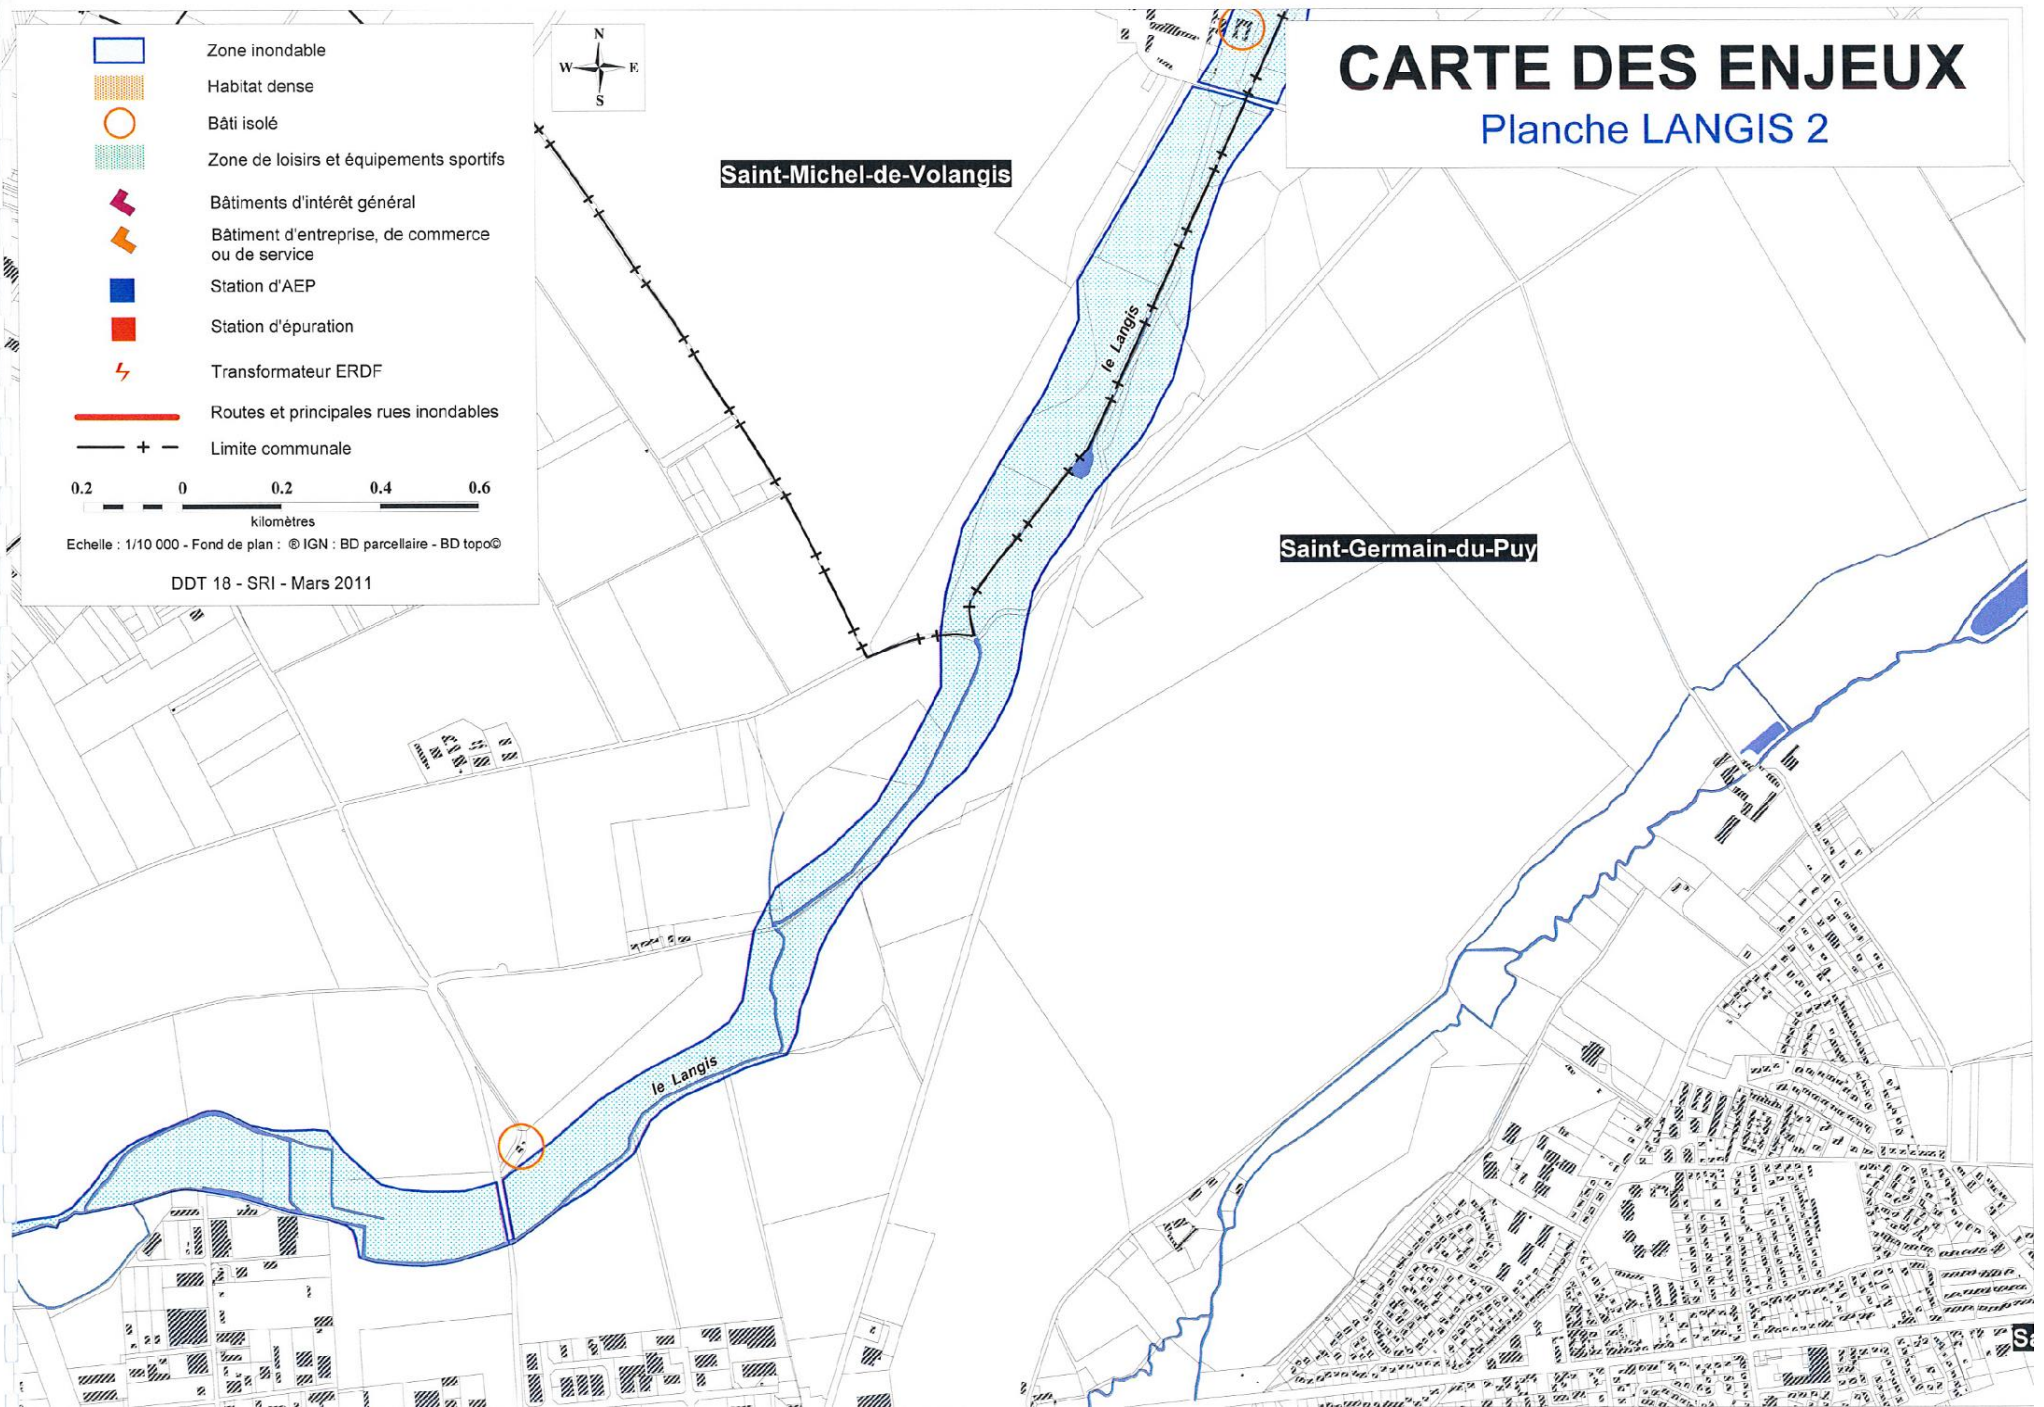 CARTE DES ENJEUX
Planche LANGIS 2
Zone inondable
Habitat dense
Bâti isolé
Zone de loisirs et équipements sportifs
Bâtiments d'intérêt général
Bâtiment d'entreprise, de commerce
ou de service
Station d'AEP
Station d'épuration
Transformateur ERDF
Routes et principales rues inondables
Limite communale
0.2 0 0.2 0.4 0.6
kilomètres
Echelle : 1/10 000 - Fond de plan : ® IGN : BD parcellaire - BD topo©
DDT 18 - SRI - Mars 2011
N
W E
S
Saint-Michel-de-Volangis
le Langis
Saint-Germain-du-Puy
le Langis
Sa